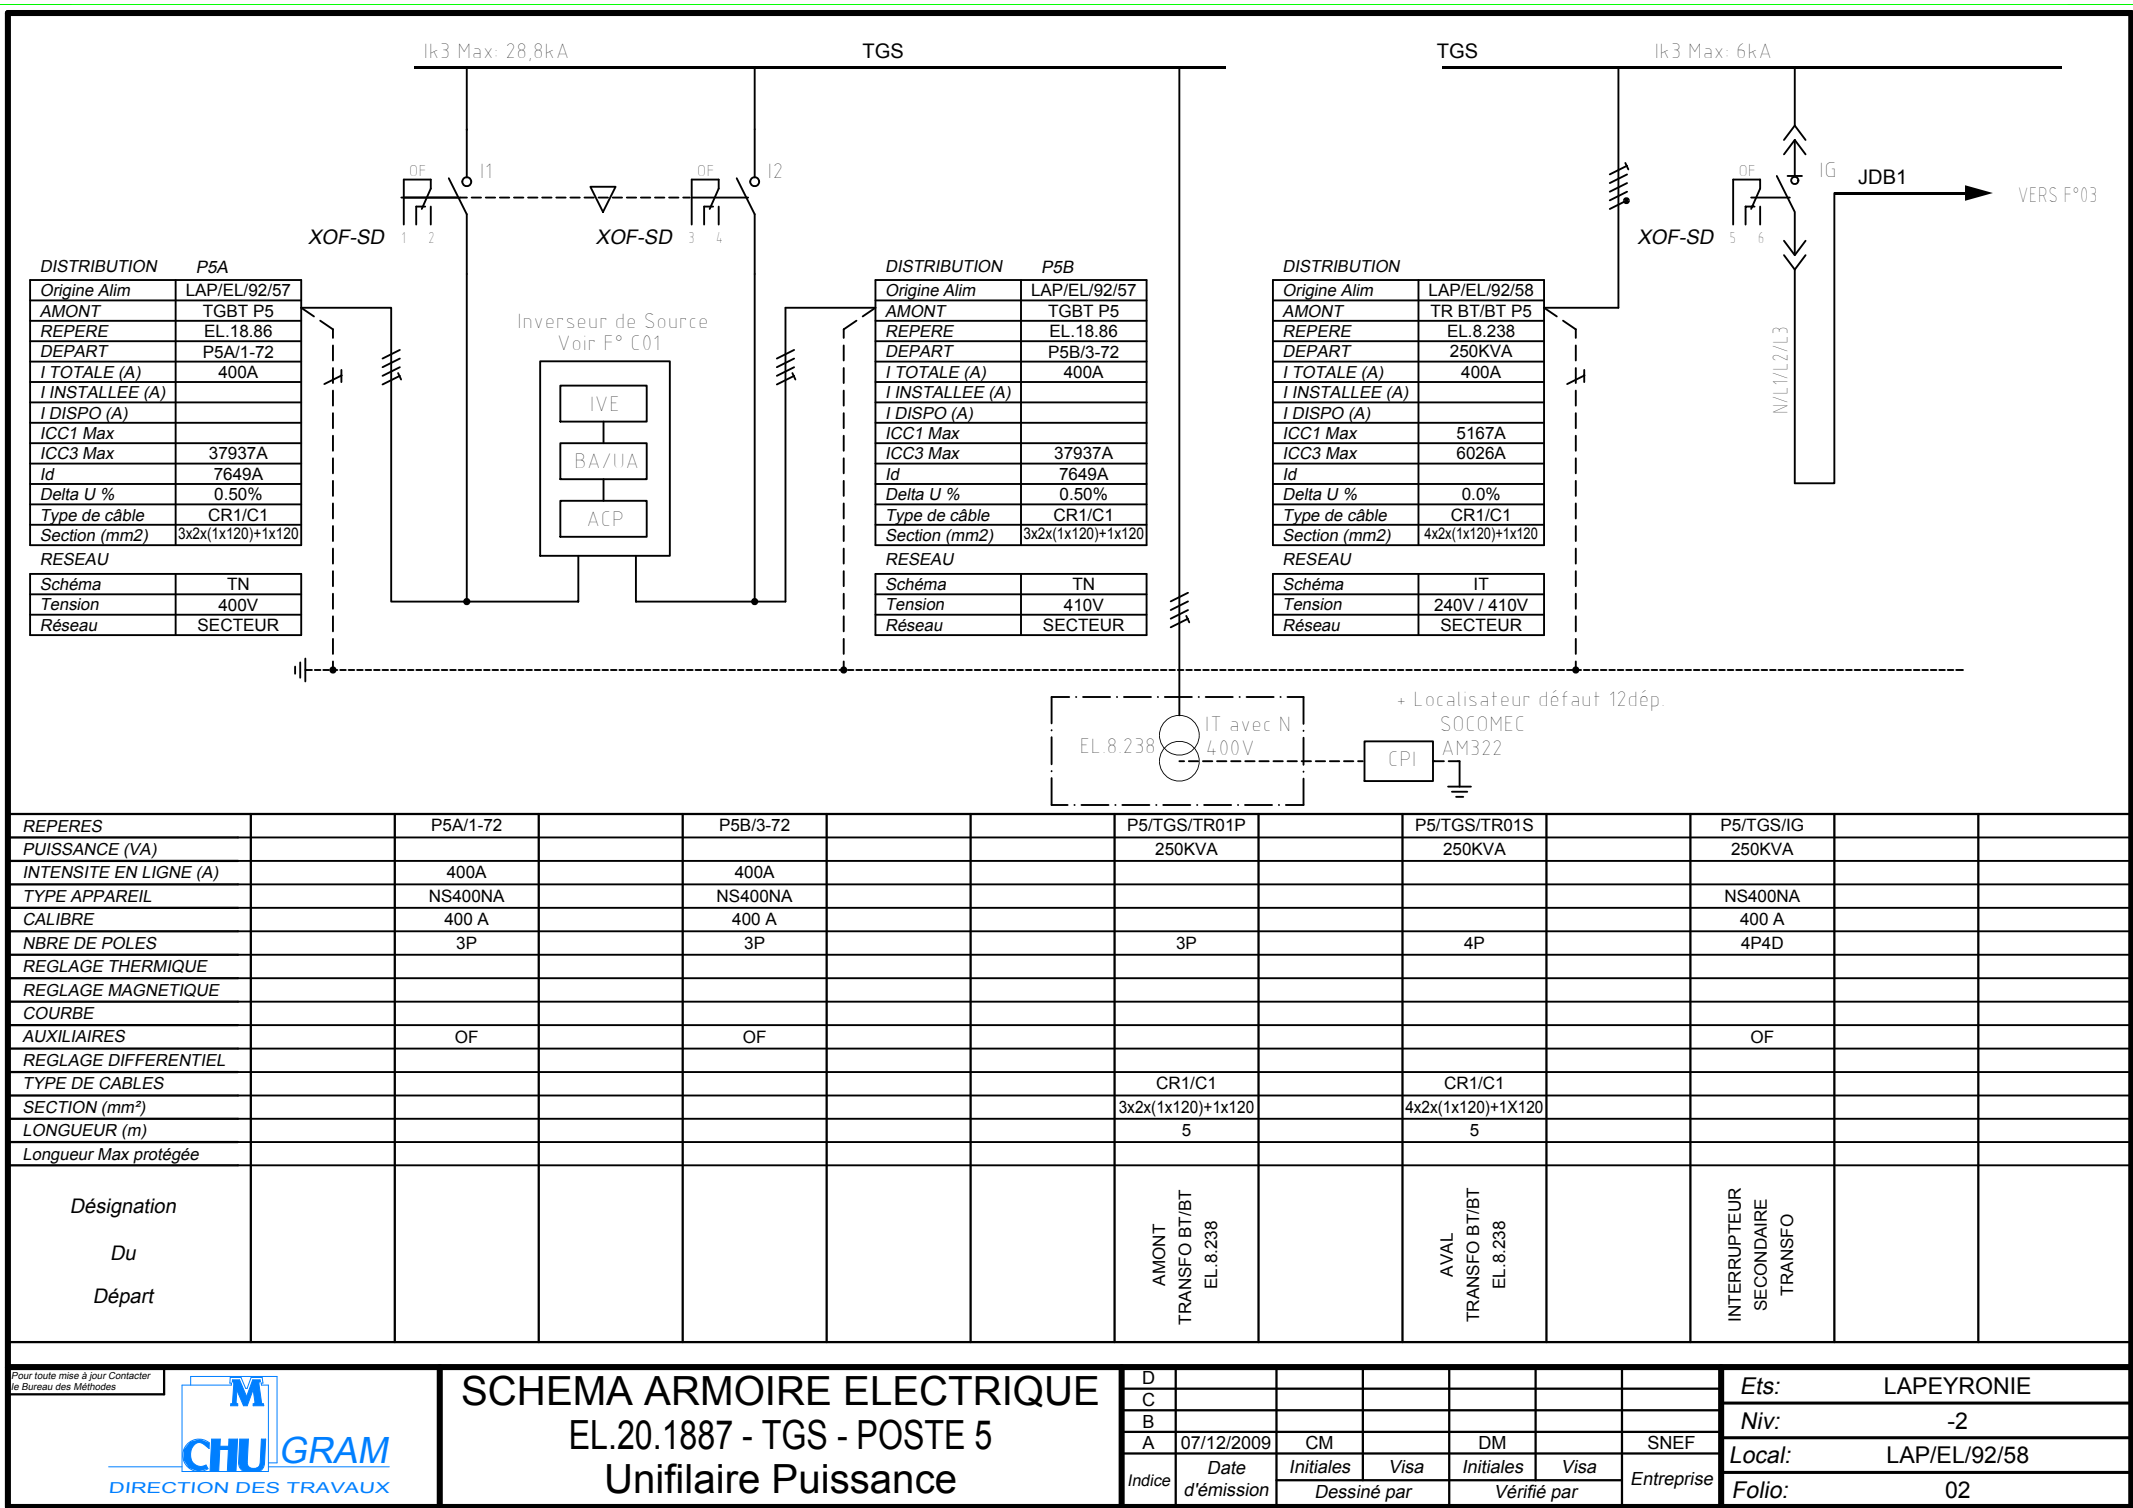 Ik3 Max: 28,8kA
TGS
TGS
Ik3 Max: 6kA
OF
I1
OF
I2
OF
IG
JDB1
VERS F°03
XOF-SD
1 2
XOF-SD
3 4
XOF-SD
5 6
N/L1/L2/L3
DISTRIBUTION P5A
Origine Alim LAP/EL/92/57
AMONT TGBT P5
REPERE EL.18.86
DEPART P5A/1-72
I TOTALE (A) 400A
I INSTALLEE (A)
I DISPO (A)
ICC1 Max
ICC3 Max 37937A
Id 7649A
Delta U % 0.50%
Type de câble CR1/C1
Section (mm2) 3x2x(1x120)+1x120
RESEAU
Schéma TN
Tension 400V
Réseau SECTEUR
Inverseur de Source
Voir F° C01
IVE
BA/UA
ACP
DISTRIBUTION P5B
Origine Alim LAP/EL/92/57
AMONT TGBT P5
REPERE EL.18.86
DEPART P5B/3-72
I TOTALE (A) 400A
I INSTALLEE (A)
I DISPO (A)
ICC1 Max
ICC3 Max 37937A
Id 7649A
Delta U % 0.50%
Type de câble CR1/C1
Section (mm2) 3x2x(1x120)+1x120
RESEAU
Schéma TN
Tension 410V
Réseau SECTEUR
DISTRIBUTION
Origine Alim LAP/EL/92/58
AMONT TR BT/BT P5
REPERE EL.8.238
DEPART 250KVA
I TOTALE (A) 400A
I INSTALLEE (A)
I DISPO (A)
ICC1 Max 5167A
ICC3 Max 6026A
Id
Delta U % 0.0%
Type de câble CR1/C1
Section (mm2) 4x2x(1x120)+1x120
RESEAU
Schéma IT
Tension 240V / 410V
Réseau SECTEUR
EL.8.238
IT avec N
400V
CPI
+ Localisateur défaut 12dép.
SOCOMEC
AM322
REPERES P5A/1-72 P5B/3-72 P5/TGS/TR01P P5/TGS/TR01S P5/TGS/IG
PUISSANCE (VA) 250KVA 250KVA 250KVA
INTENSITE EN LIGNE (A) 400A 400A
TYPE APPAREIL NS400NA NS400NA NS400NA
CALIBRE 400 A 400 A 400 A
NBRE DE POLES 3P 3P 3P 4P 4P4D
REGLAGE THERMIQUE
REGLAGE MAGNETIQUE
COURBE
AUXILIAIRES OF OF OF
REGLAGE DIFFERENTIEL
TYPE DE CABLES CR1/C1 CR1/C1
SECTION (mm²) 3x2x(1x120)+1x120 4x2x(1x120)+1X120
LONGUEUR (m) 5 5
Longueur Max protégée
Désignation
Du
Départ
AMONT
TRANSFO BT/BT
EL.8.238
AVAL
TRANSFO BT/BT
EL.8.238
INTERRUPTEUR
SECONDAIRE
TRANSFO
Pour toute mise à jour Contacter
le Bureau des Méthodes
M
CHU GRAM
DIRECTION DES TRAVAUX
SCHEMA ARMOIRE ELECTRIQUE
EL.20.1887 - TGS - POSTE 5
Unifilaire Puissance
D
C
B
A 07/12/2009 CM DM SNEF
Indice Date d'émission Initiales Visa Initiales Visa Entreprise
Dessiné par Vérifié par
Ets: LAPEYRONIE
Niv: -2
Local: LAP/EL/92/58
Folio: 02